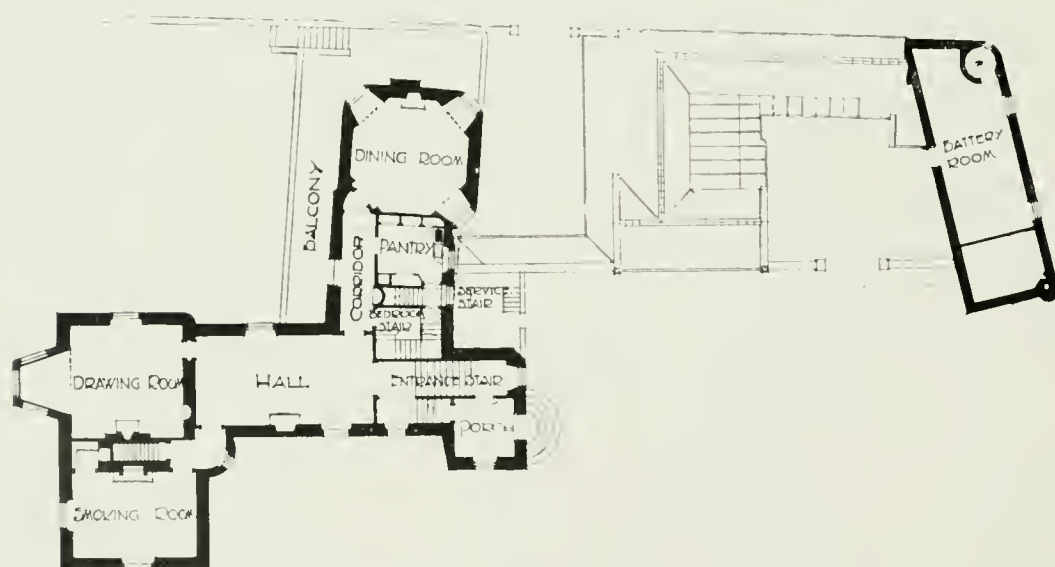 DINING ROOM
BATTERY
ROOM
BALCONY
PANTRY
CORRIDOR
SERVICE
STAIR
BEDROOM
STAIR
DRAWING ROOM
HALL
ENTRANCE STAIR
PORCH
SMOKING ROOM